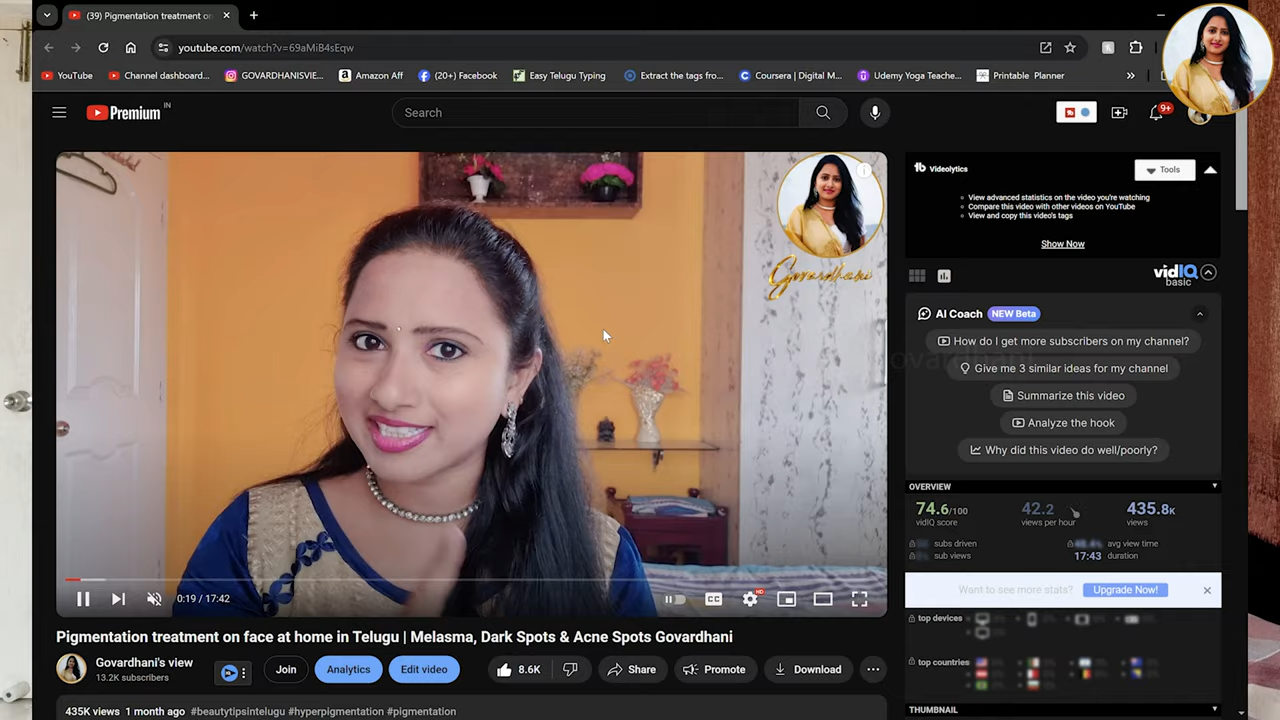 (39) Pigmentation treatment on
youtube.com/watch?v=69aMiB4sEqw
YouTube
Channel dashboard...
GOVARDHANISVIE...
Amazon Aff
(20+) Facebook
Easy Telugu Typing
Extract the tags fro...
Courser | Digital M...
Udemy Yoga Teache...
Printable Planner
Premium IN
Search
9+
Govardhani
Videolytics
Tools
View advanced statistics on the video you're watching
Compare this video with other videos on YouTube
View and copy this video's tags
Show Now
vidIQ
basic
AI Coach NEW Beta
How do I get more subscribers on my channel?
Give me 3 similar ideas for my channel
Summarize this video
Analyze the hook
Why did this video do well/poorly?
OVERVIEW
74.6/100
vidIQ score
42.2
views per hour
435.8K
views
subs driven
avg view time
sub views
17:43 duration
Want to see more stats? Upgrade Now!
top devices
top countries
THUMBNAIL
0:19 / 17:42
CC
HD
Pigmentation treatment on face at home in Telugu | Melasma, Dark Spots & Acne Spots Govardhani
Govardhani's view
13.2K subscribers
Join
Analytics
Edit video
8.6K
Share
Promote
Download
435K views 1 month ago #beautytipsintelugu #hyperpigmentation #pigmentation